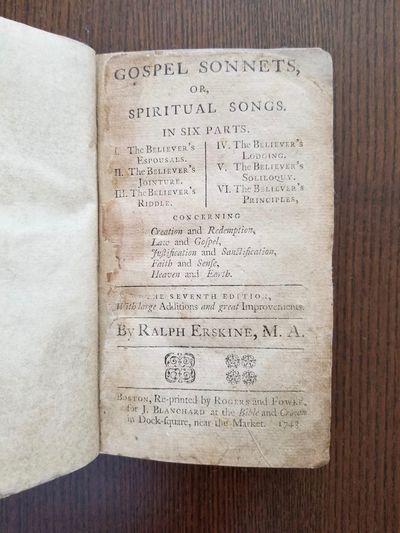 GOSPEL SONNETS,
OR,
SPIRITUAL SONGS.
IN SIX PARTS.
I. The BELIEVER'S
ESPOUSALS.
II. The BELIEVER'S
JOINTURE.
III. The BELIEVER'S
RIDDLE.
IV. The BELIEVER'S
LODGING.
V. The BELIEVER'S
SOLILOQUY.
VI. The BELIEVER'S
PRINCIPLES,
CONCERNING
Creation and Redemption,
Law and Gospel,
Justification and Sanctification,
Faith and Sense,
Heaven and Earth.
THE SEVENTH EDITION,
With large Additions and great Improvements.
By RALPH ERSKINE, M. A.
BOSTON, Re-printed by ROGERS and FOWLE,
for J. BLANCHARD at the Bible and Crown
in Dock-square, near the Market.